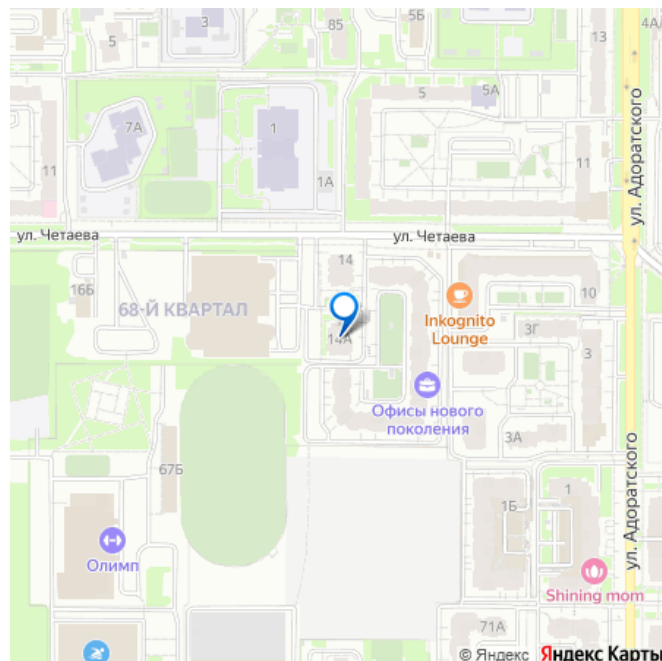 3
85
5Б
4А
5
13
7А
1
5
5А
ул. Адоратского
11
1А
11
ул. Четаева
ул. Четаева
14
16Б
68-Й КВАРТАЛ
10
Inkognito
Lounge
14А
3Г
3
Офисы нового
поколения
3А
ул. Адоратского
67Б
1Б
1
Олимп
Shining mom
71А
© Яндекс Яндекс Карты